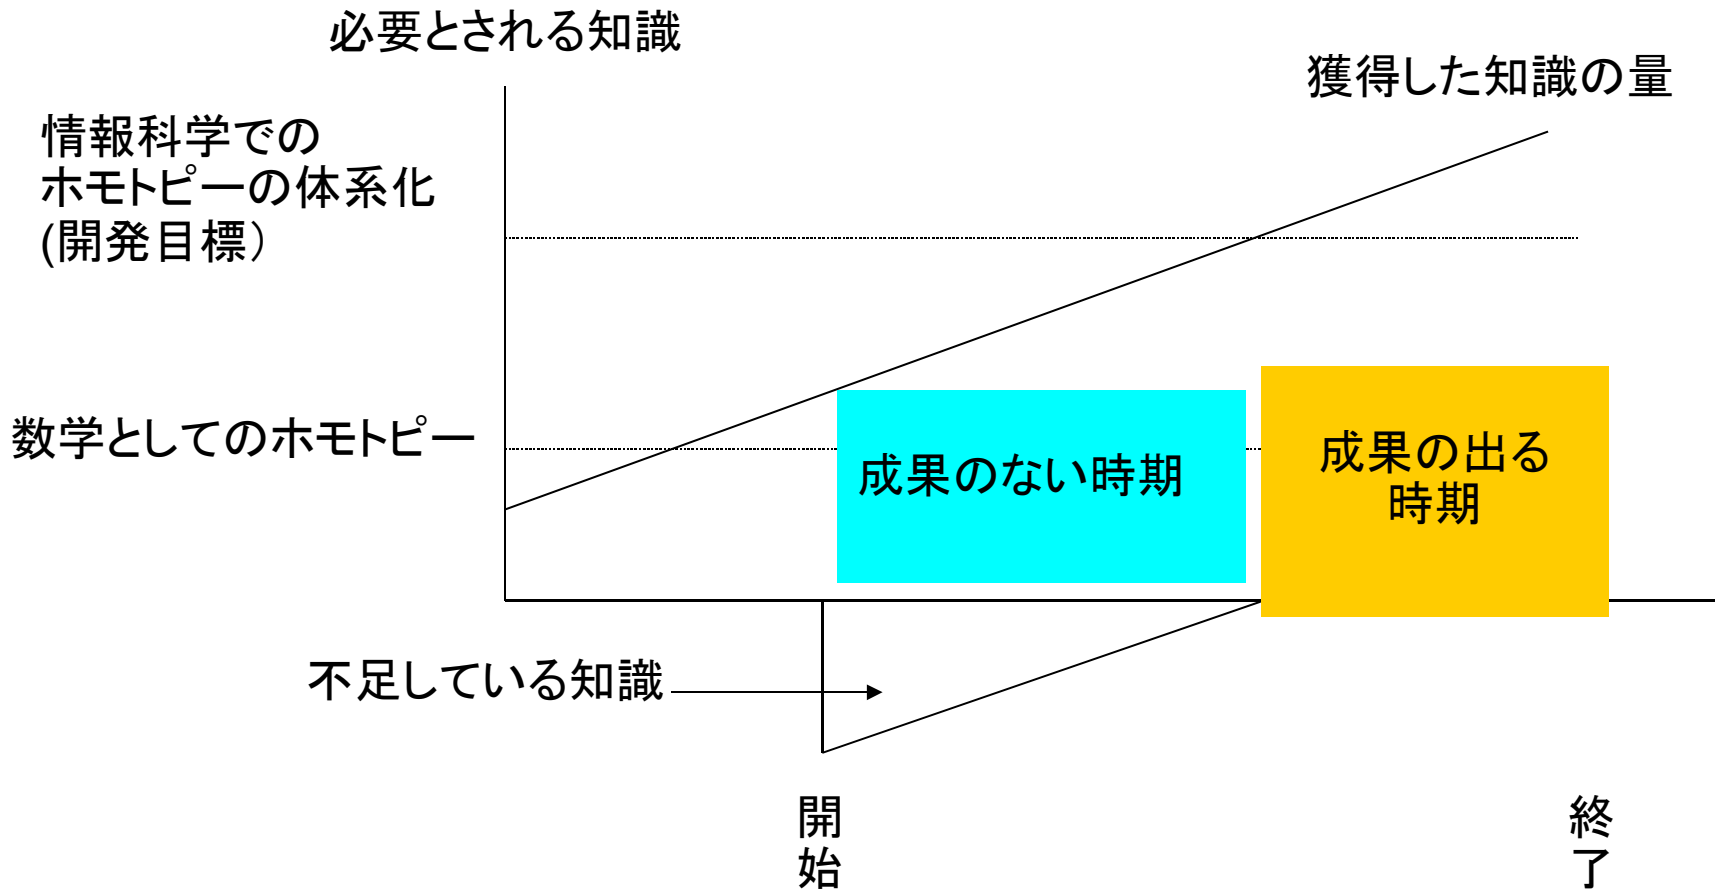 必要とされる知識
獲得した知識の量
情報科学での
ホモトピーの体系化
(開発目標）
数学としてのホモトピー
成果のない時期
成果の出る
時期
不足している知識
開始
終了